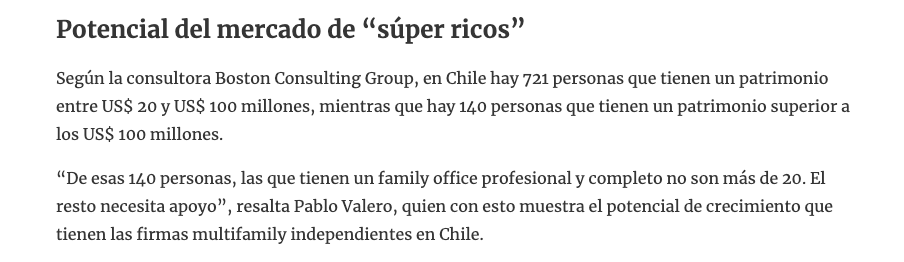 Potencial del mercado de “súper ricos”
Según la consultora Boston Consulting Group, en Chile hay 721 personas que tienen un patrimonio
entre US$ 20 y US$ 100 millones, mientras que hay 140 personas que tienen un patrimonio superior a
los US$ 100 millones.
“De esas 140 personas, las que tienen un family office profesional y completo no son más de 20. El
resto necesita apoyo”, resalta Pablo Valero, quien con esto muestra el potencial de crecimiento que
tienen las firmas multifamily independientes en Chile.